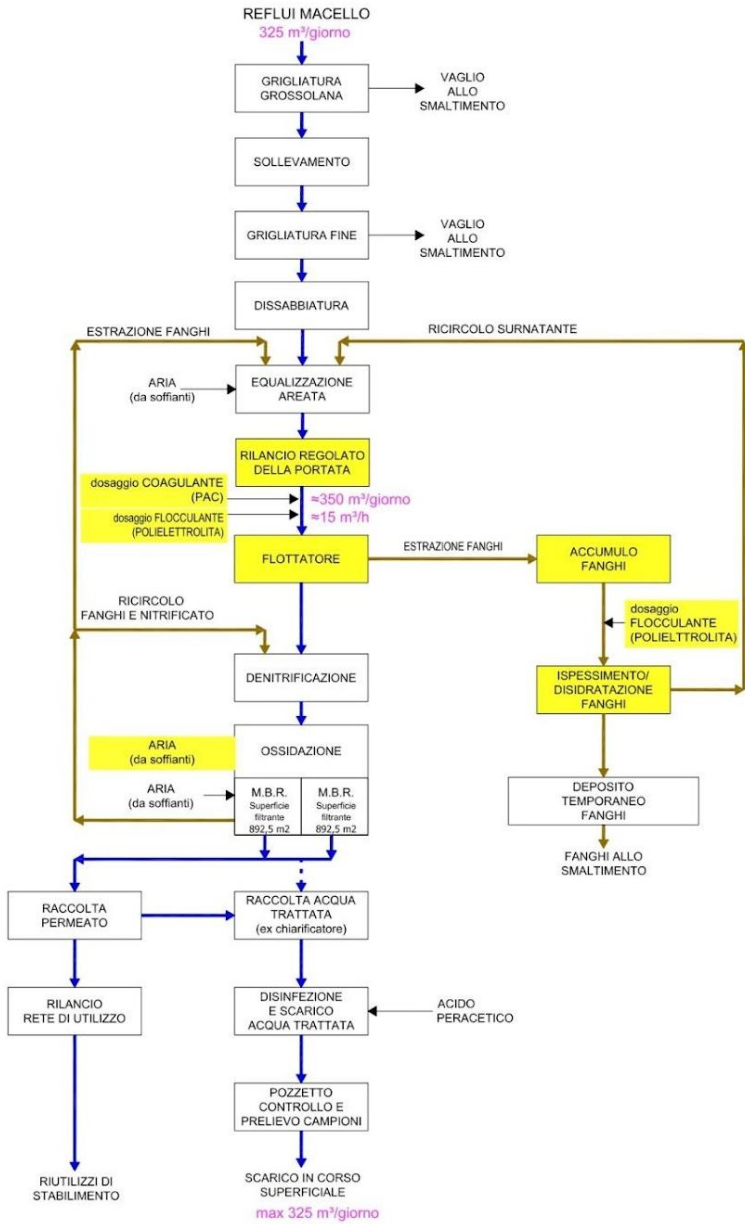 REFLUI MACELLO
325 m³/giorno
GRIGLIATURA
GROSSOLANA
VAGLIO
ALLO
SMALTIMENTO
SOLLEVAMENTO
GRIGLIATURA FINE
VAGLIO
ALLO
SMALTIMENTO
DISSABBIATURA
ESTRAZIONE FANGHI
RICIRCOLO SURNATANTE
ARIA
(da soffianti)
EQUALIZZAZIONE
AREATA
RILANCIO REGOLATO
DELLA PORTATA
dosaggio COAGULANTE
(PAC)
≈350 m³/giorno
dosaggio FLOCCULANTE
(POLIELETTROLITA)
≈15 m³/h
FLOTTATORE
ESTRAZIONE FANGHI
ACCUMULO
FANGHI
RICIRCOLO
FANGHI E NITRIFICATO
dosaggio
FLOCCULANTE
(POLIELTTROLITA)
DENITRIFICAZIONE
ISPESSIMENTO/
DISIDRATAZIONE
FANGHI
ARIA
(da soffianti)
OSSIDAZIONE
ARIA
(da soffianti)
M.B.R.
Superficie
filtrante
892,5 m2
M.B.R.
Superficie
filtrante
892,5 m2
DEPOSITO
TEMPORANEO
FANGHI
FANGHI ALLO
SMALTIMENTO
RACCOLTA
PERMEATO
RACCOLTA ACQUA
TRATTATA
(ex chiarificatore)
RILANCIO
RETE DI UTILIZZO
DISINFEZIONE
E SCARICO
ACQUA TRATTATA
ACIDO
PERACETICO
POZZETTO
CONTROLLO E
PRELIEVO CAMPIONI
RIUTILIZZI DI
STABILIMENTO
SCARICO IN CORSO
SUPERFICIALE
max 325 m³/giorno